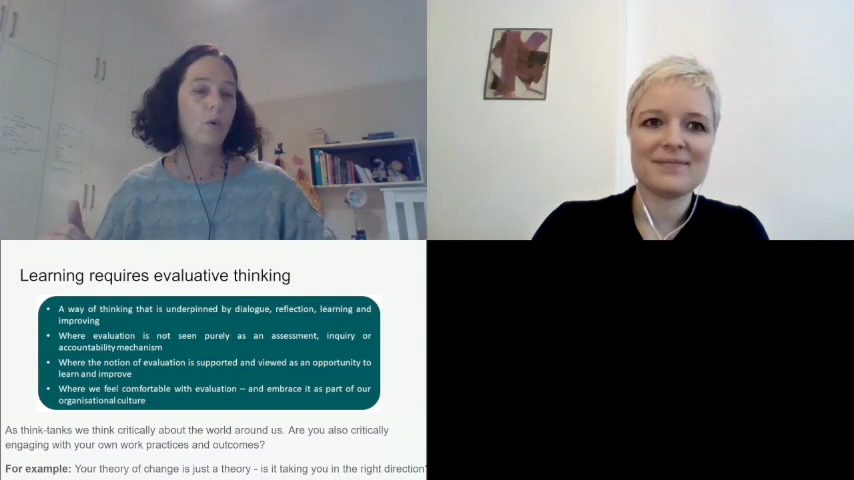 Learning requires evaluative thinking
• A way of thinking that is underpinned by dialogue, reflection, learning and
improving
• Where evaluation is not seen purely as an assessment, inquiry or
accountability mechanism
• Where the notion of evaluation is supported and viewed as an opportunity to
learn and improve
• Where we feel comfortable with evaluation – and embrace it as part of our
organisational culture
As think-tanks we think critically about the world around us. Are you also critically
engaging with your own work practices and outcomes?
For example: Your theory of change is just a theory - is it taking you in the right direction?